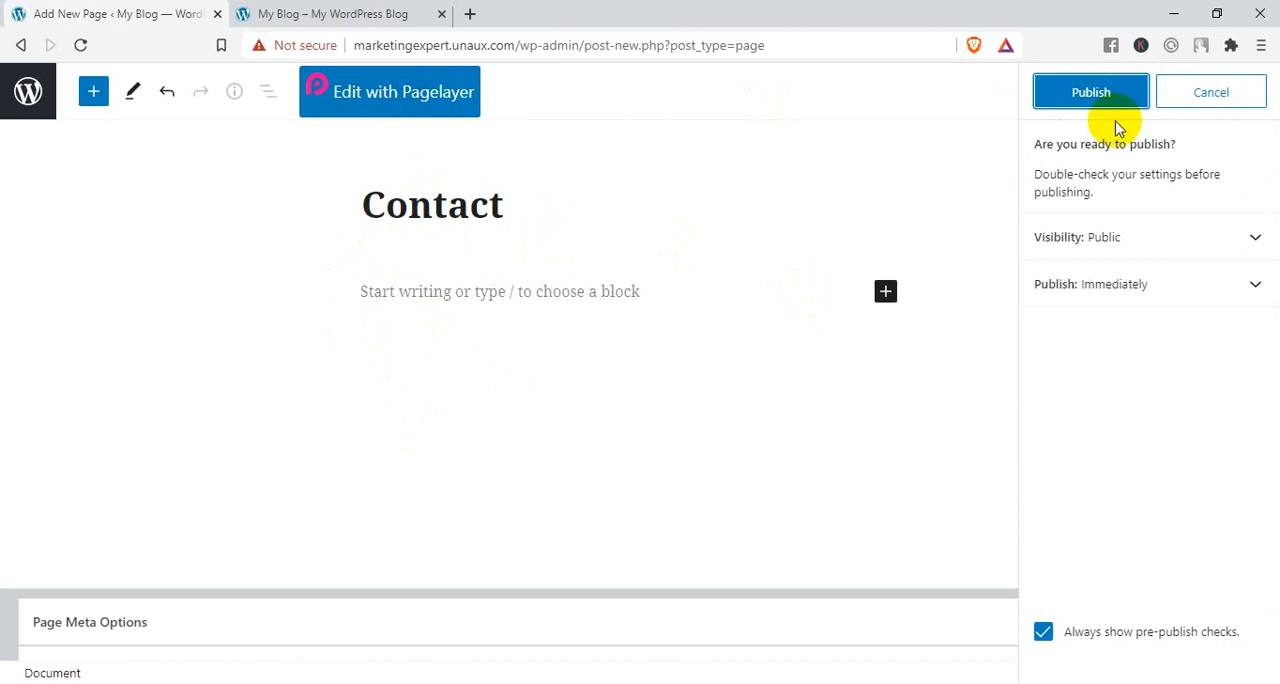 Add New Page ‹ My Blog — Word
My Blog – My WordPress Blog
Not secure
marketingexpert.unaux.com/wp-admin/post-new.php?post_type=page
Edit with Pagelayer
Publish
Cancel
Are you ready to publish?
Double-check your settings before
publishing.
Visibility: Public
Publish: Immediately
Contact
Start writing or type / to choose a block
Always show pre-publish checks.
Page Meta Options
Document